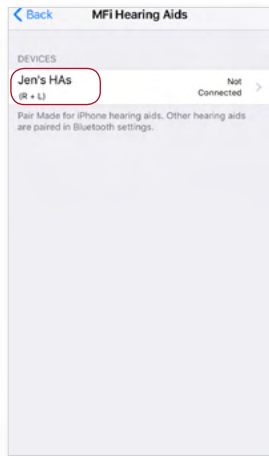 Back MFi Hearing Aids
DEVICES
Jen's HAs Not
(R + L) Connected
Pair Made for iPhone hearing aids. Other hearing aids
are paired in Bluetooth settings.